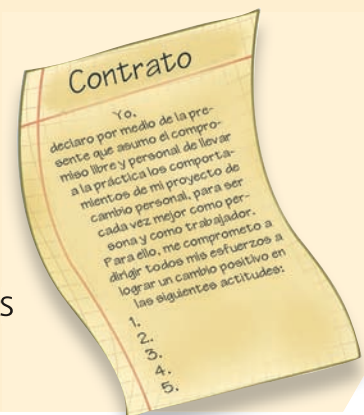 Contrato
Yo,
declaro por medio de la pre-
sente que asumo el compro-
miso libre y personal de llevar
a la práctica los comporta-
mientos de mi proyecto de
cambio personal, para ser
cada vez mejor como per-
sona y como trabajador.
Para ello, me comprometo a
dirigir todos mis esfuerzos a
lograr un cambio positivo en
las siguientes actitudes:
1.
2.
3.
4.
5.
S